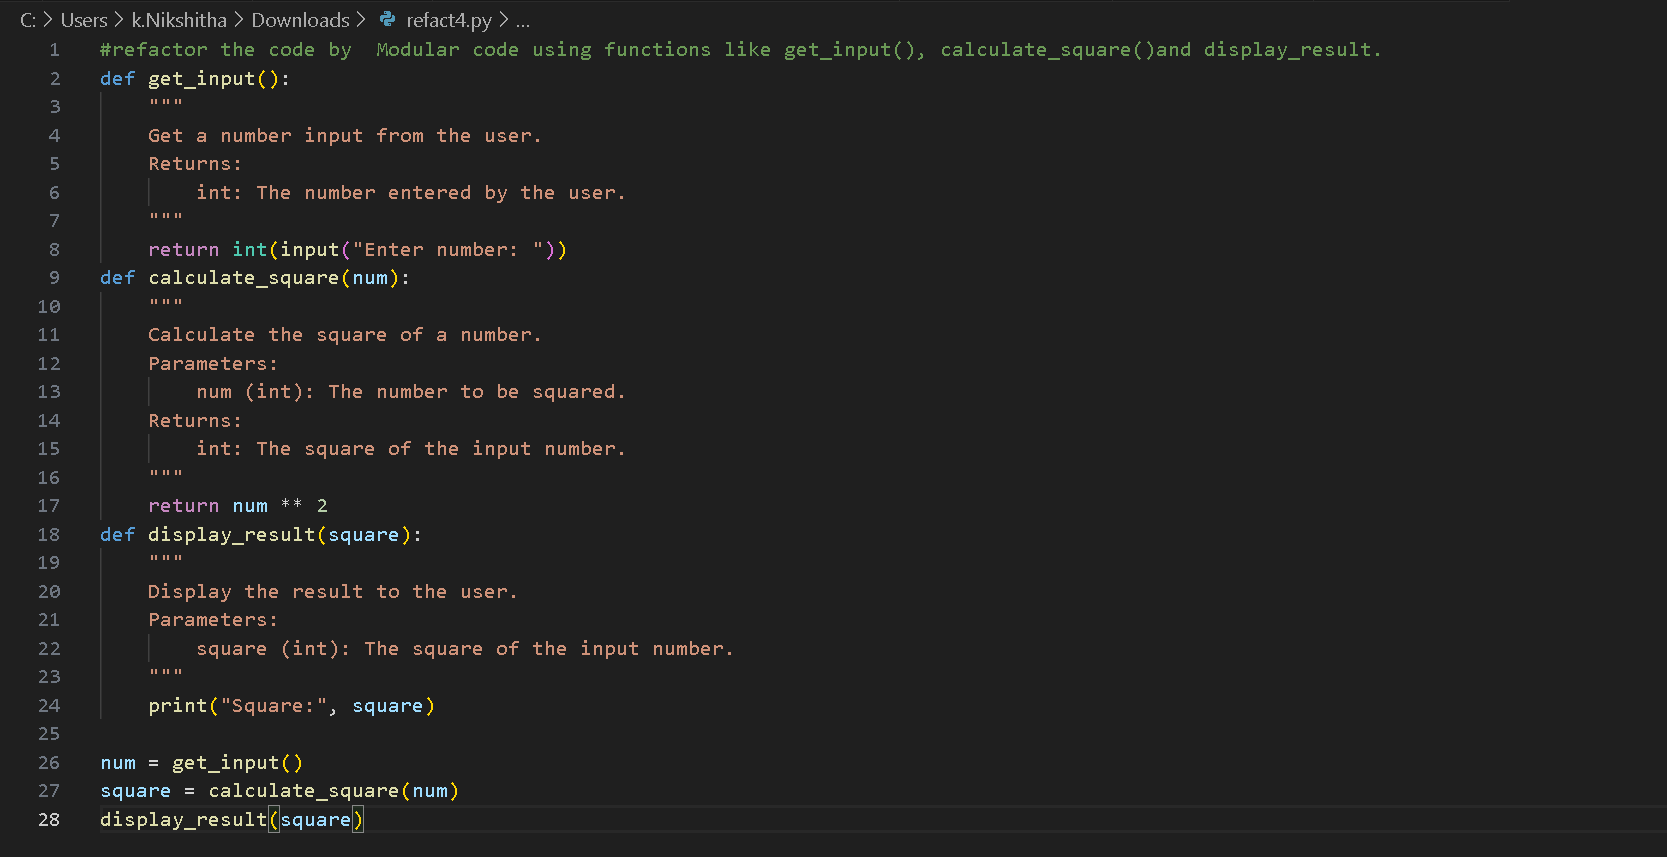 C: > Users > k.Nikshitha > Downloads > refact4.py > ...
1 #refactor the code by  Modular code using functions like get_input(), calculate_square()and display_result.
2 def get_input():
3     """
4     Get a number input from the user.
5     Returns:
6         int: The number entered by the user.
7     """
8     return int(input("Enter number: "))
9 def calculate_square(num):
10     """
11     Calculate the square of a number.
12     Parameters:
13         num (int): The number to be squared.
14     Returns:
15         int: The square of the input number.
16     """
17     return num ** 2
18 def display_result(square):
19     """
20     Display the result to the user.
21     Parameters:
22         square (int): The square of the input number.
23     """
24     print("Square:", square)
25
26 num = get_input()
27 square = calculate_square(num)
28 display_result(square)